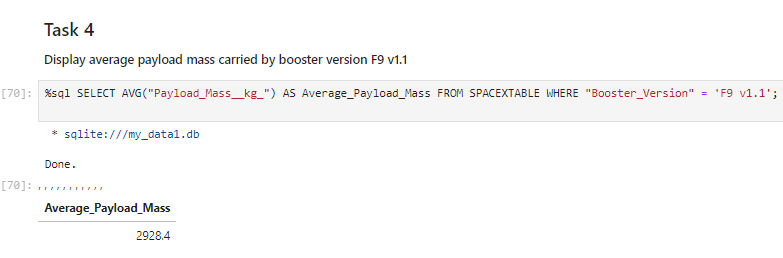 Task 4
Display average payload mass carried by booster version F9 v1.1
[70]: %sql SELECT AVG("Payload_Mass__kg_") AS Average_Payload_Mass FROM SPACEXTABLE WHERE "Booster_Version" = 'F9 v1.1';
* sqlite:///my_data1.db
Done.
[70]: ,,,,,,,,,,,
Average_Payload_Mass
2928.4